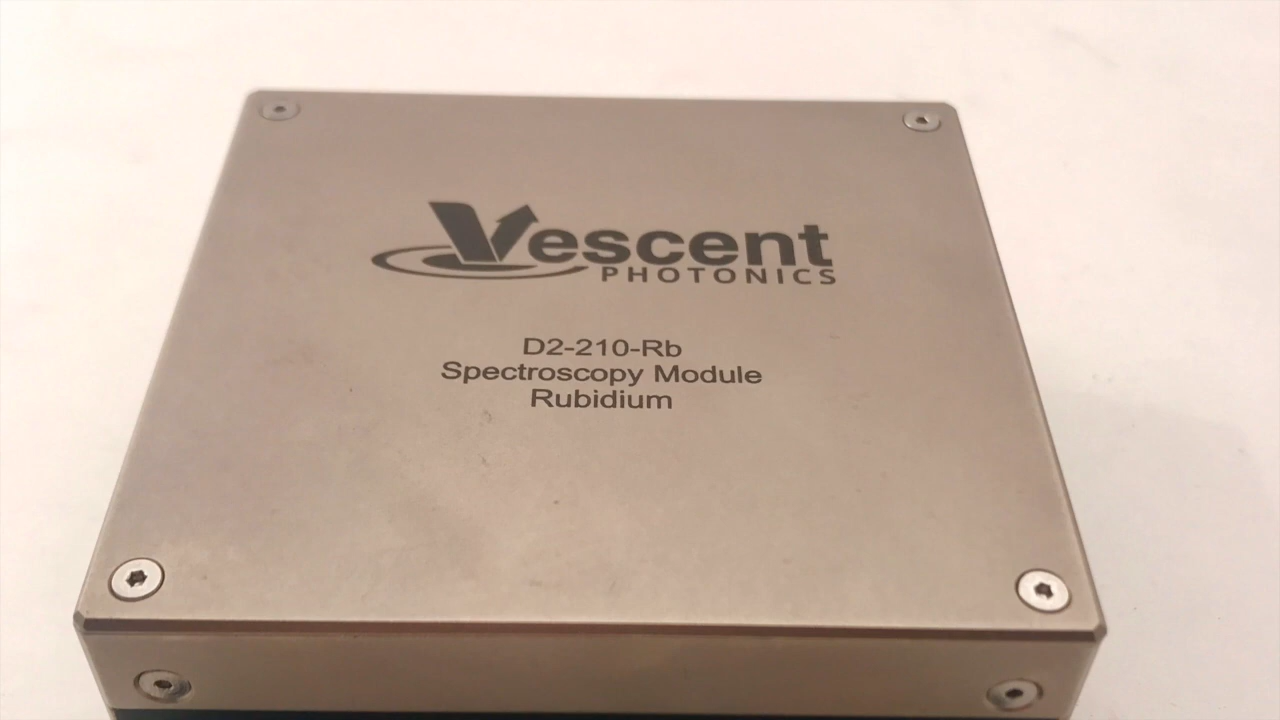 Vescent
PHOTONICS
D2-210-Rb
Spectroscopy Module
Rubidium